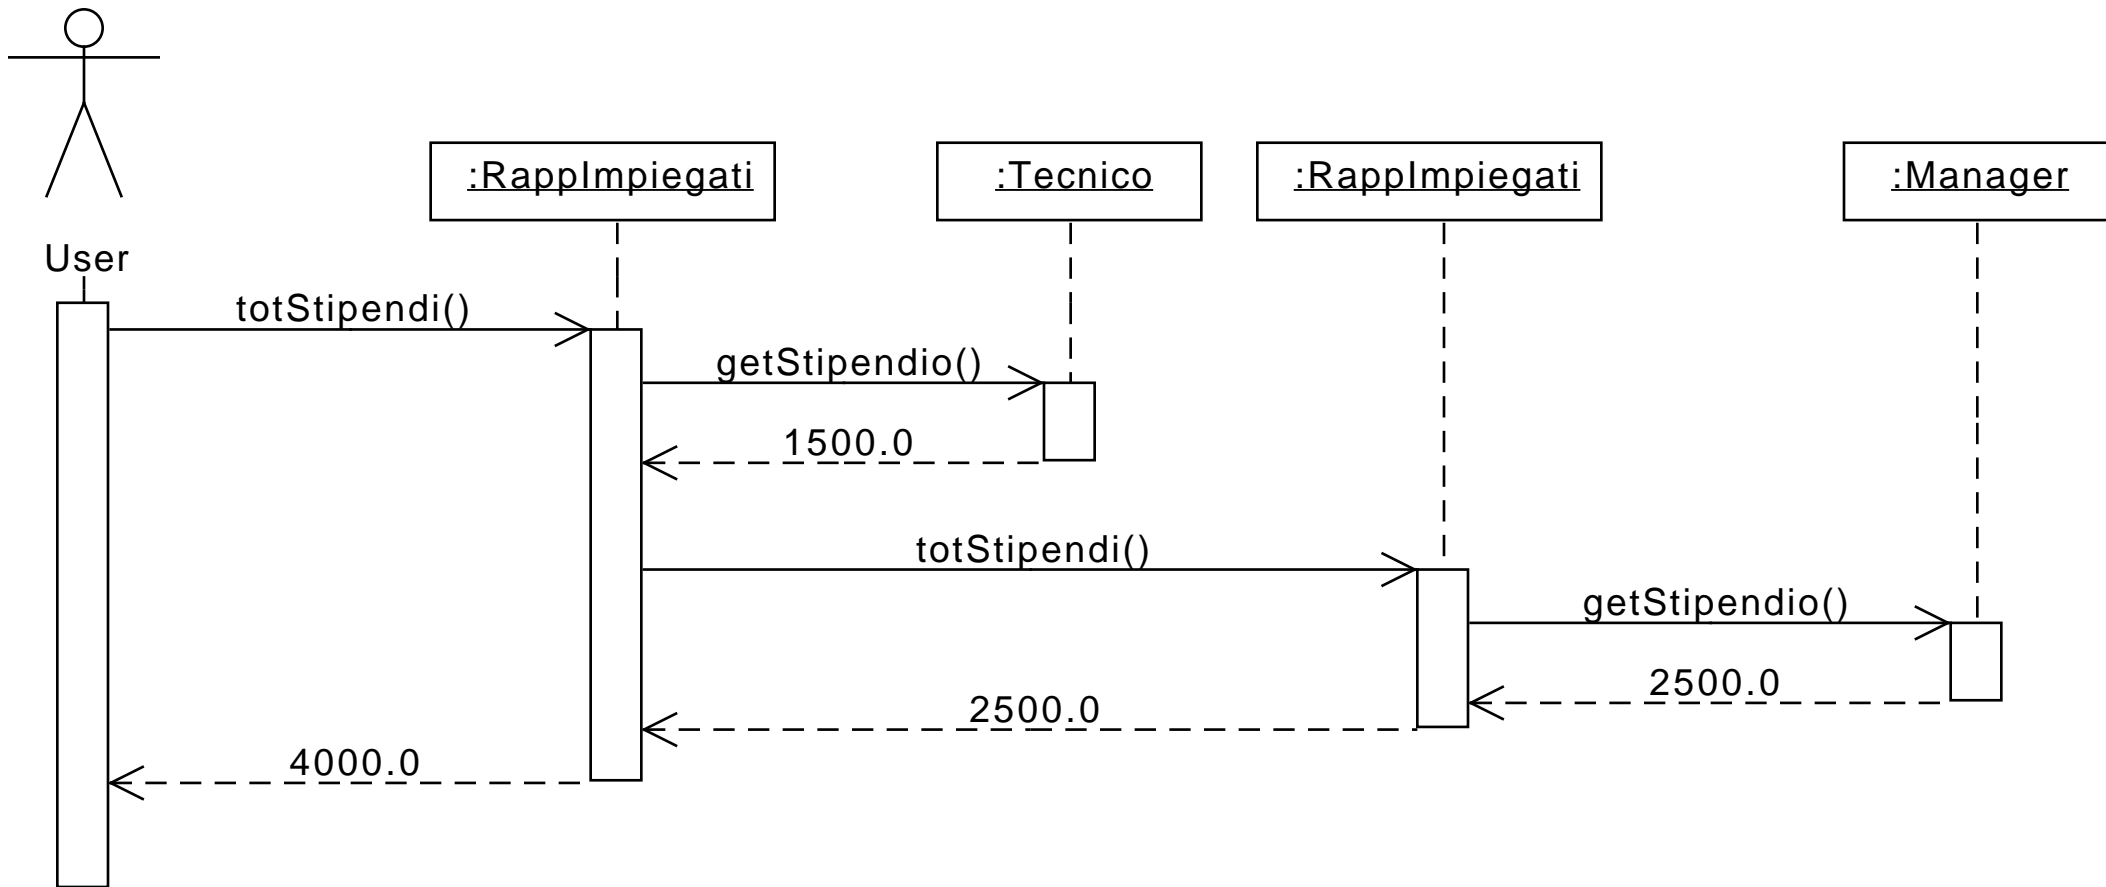 :RappImpiegati
:Tecnico
:RappImpiegati
:Manager
User
totStipendi()
getStipendio()
1500.0
totStipendi()
getStipendio()
2500.0
2500.0
4000.0